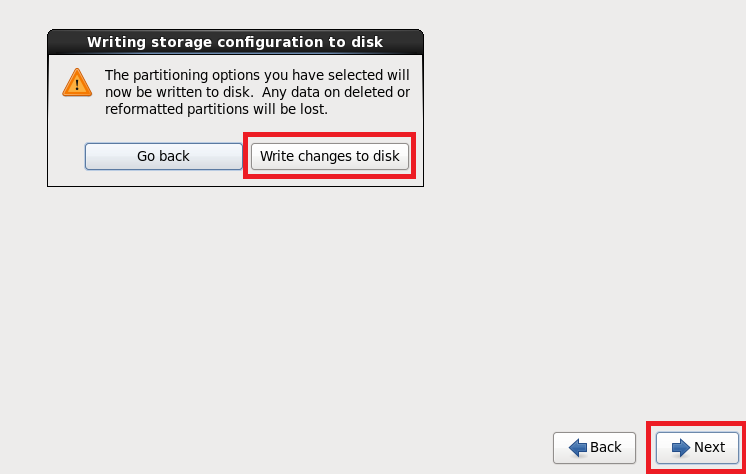 Writing storage configuration to disk
The partitioning options you have selected will
now be written to disk.  Any data on deleted or
reformatted partitions will be lost.
Go back
Write changes to disk
Back
Next